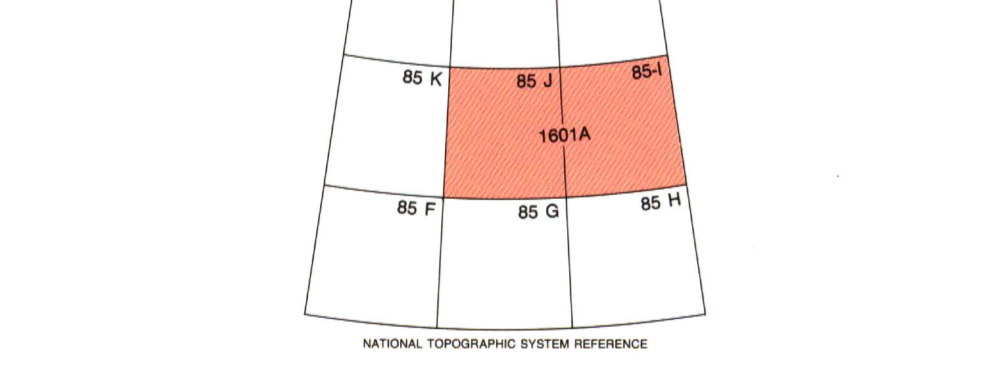 85 K
85 J
85-I
1601A
85 F
85 G
85 H
NATIONAL TOPOGRAPHIC SYSTEM REFERENCE